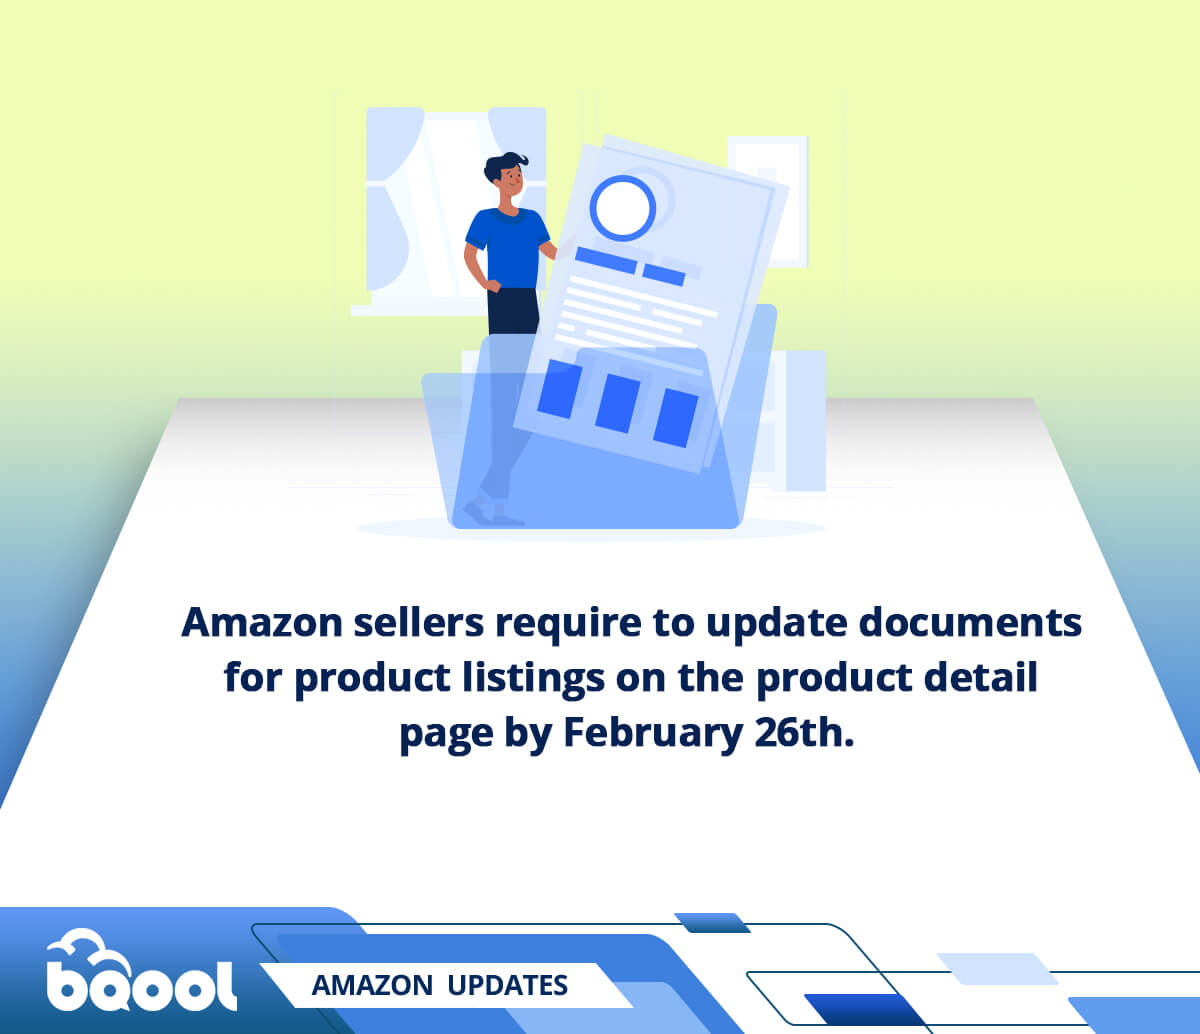 Amazon sellers require to update documents
for product listings on the product detail
page by February 26th.
bqool
AMAZON UPDATES